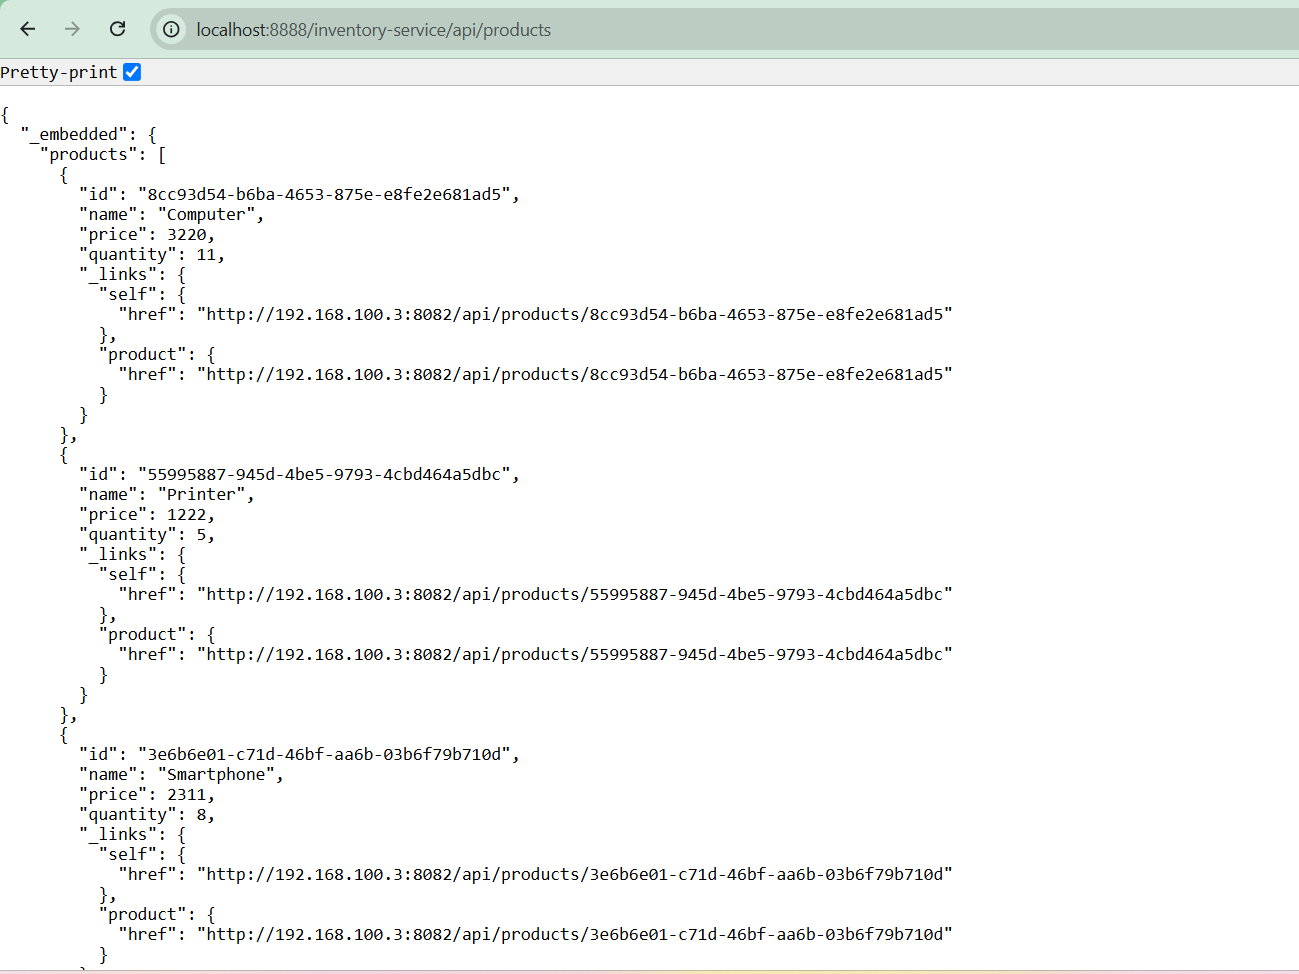 localhost:8888/inventory-service/api/products
Pretty-print
{
  "_embedded": {
    "products": [
      {
        "id": "8cc93d54-b6ba-4653-875e-e8fe2e681ad5",
        "name": "Computer",
        "price": 3220,
        "quantity": 11,
        "_links": {
          "self": {
            "href": "http://192.168.100.3:8082/api/products/8cc93d54-b6ba-4653-875e-e8fe2e681ad5"
          },
          "product": {
            "href": "http://192.168.100.3:8082/api/products/8cc93d54-b6ba-4653-875e-e8fe2e681ad5"
          }
        }
      },
      {
        "id": "55995887-945d-4be5-9793-4cbd464a5dbc",
        "name": "Printer",
        "price": 1222,
        "quantity": 5,
        "_links": {
          "self": {
            "href": "http://192.168.100.3:8082/api/products/55995887-945d-4be5-9793-4cbd464a5dbc"
          },
          "product": {
            "href": "http://192.168.100.3:8082/api/products/55995887-945d-4be5-9793-4cbd464a5dbc"
          }
        }
      },
      {
        "id": "3e6b6e01-c71d-46bf-aa6b-03b6f79b710d",
        "name": "Smartphone",
        "price": 2311,
        "quantity": 8,
        "_links": {
          "self": {
            "href": "http://192.168.100.3:8082/api/products/3e6b6e01-c71d-46bf-aa6b-03b6f79b710d"
          },
          "product": {
            "href": "http://192.168.100.3:8082/api/products/3e6b6e01-c71d-46bf-aa6b-03b6f79b710d"
          }